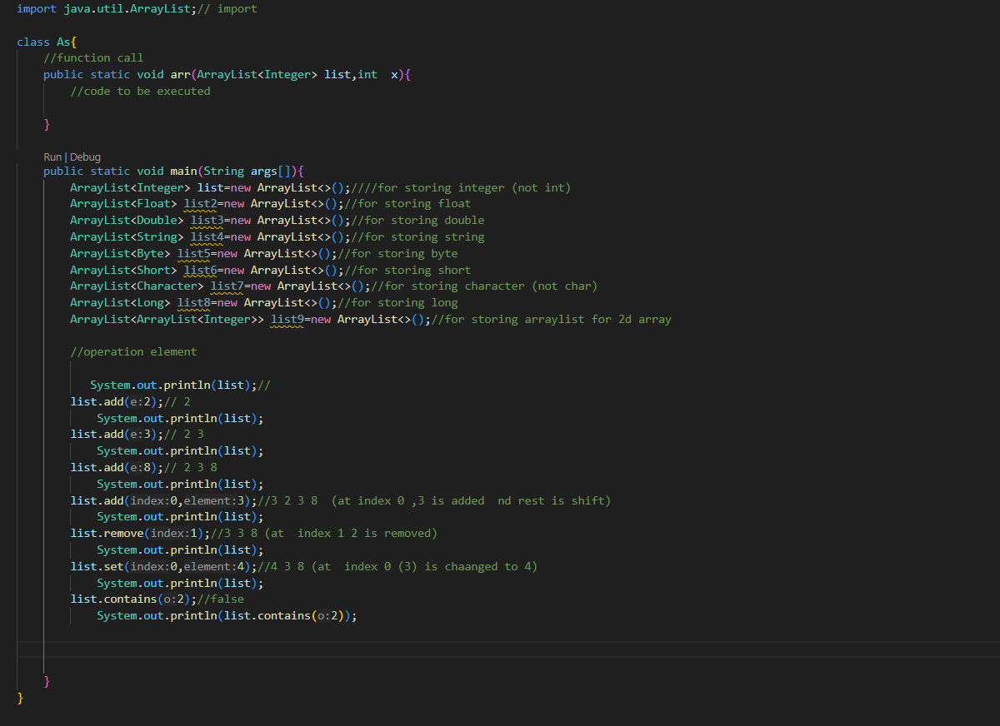 import java.util.ArrayList;// import
class As{
//function call
public static void arr(ArrayList<Integer> list,int  x){
//code to be executed
}
Run | Debug
public static void main(String args[]){
ArrayList<Integer> list=new ArrayList<>();////for storing integer (not int)
ArrayList<Float> list2=new ArrayList<>();//for storing float
ArrayList<Double> list3=new ArrayList<>();//for storing double
ArrayList<String> list4=new ArrayList<>();//for storing string
ArrayList<Byte> list5=new ArrayList<>();//for storing byte
ArrayList<Short> list6=new ArrayList<>();//for storing short
ArrayList<Character> list7=new ArrayList<>();//for storing character (not char)
ArrayList<Long> list8=new ArrayList<>();//for storing long
ArrayList<ArrayList<Integer>> list9=new ArrayList<>();//for storing arraylist for 2d array
//operation element
System.out.println(list);//
list.add(e:2);// 2
System.out.println(list);
list.add(e:3);// 2 3
System.out.println(list);
list.add(e:8);// 2 3 8
System.out.println(list);
list.add(index:0,element:3);//3 2 3 8  (at index 0 ,3 is added  nd rest is shift)
System.out.println(list);
list.remove(index:1);//3 3 8 (at  index 1 2 is removed)
System.out.println(list);
list.set(index:0,element:4);//4 3 8 (at  index 0 (3) is chaanged to 4)
System.out.println(list);
list.contains(o:2);//false
System.out.println(list.contains(o:2));
}
}